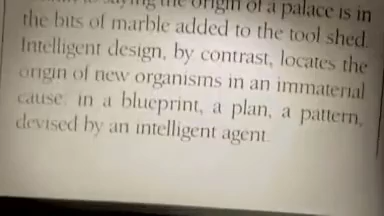 saying the origin of a palace is in
the bits of marble added to the tool shed.
Intelligent design, by contrast, locates the
origin of new organisms in an immaterial
cause: in a blueprint, a plan, a pattern,
devised by an intelligent agent.